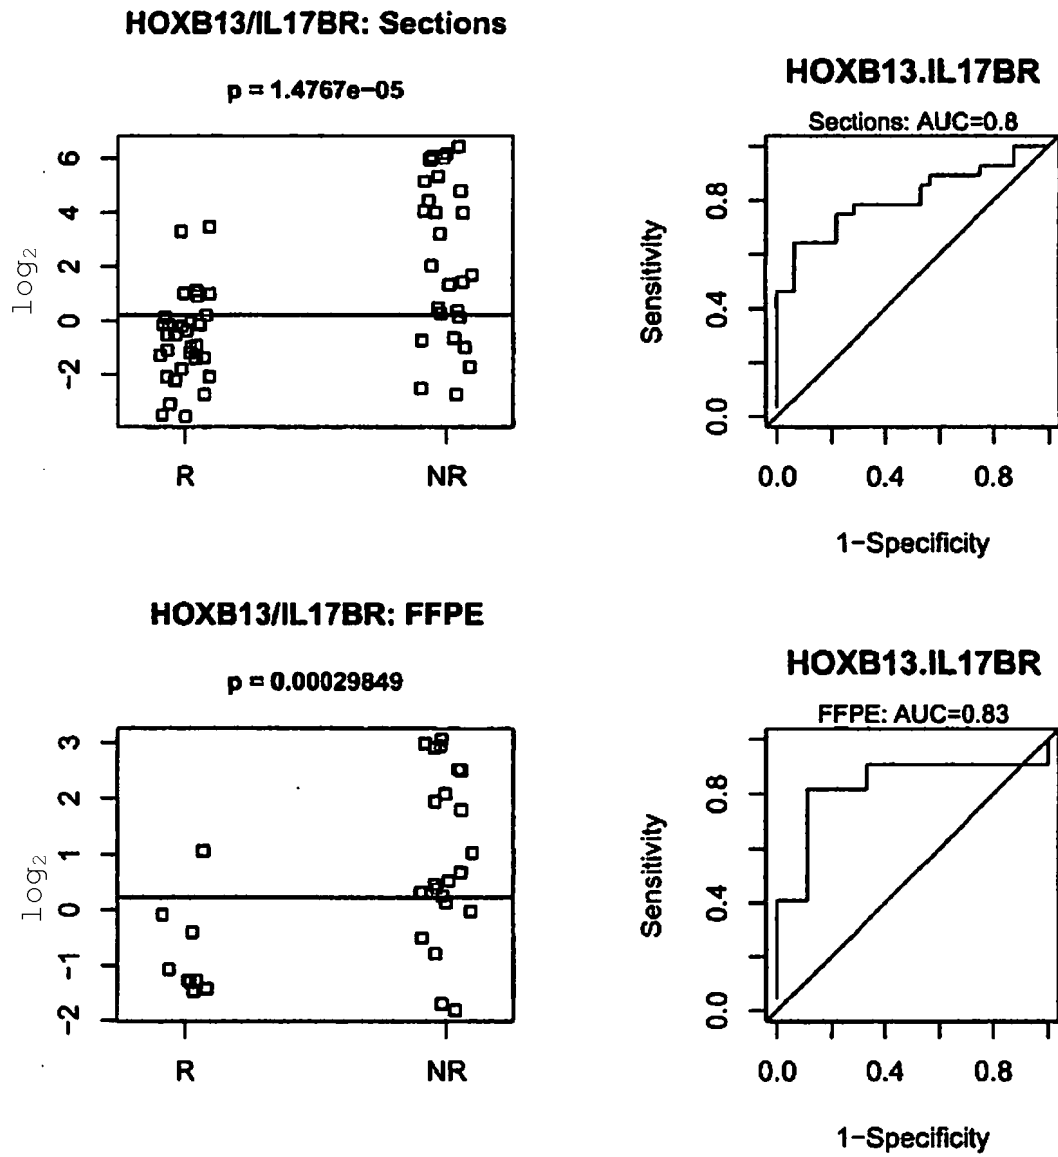 HOXB13/IL17BR: Sections
p = 1.4767e−05
log2
6
4
2
0
−2
R
NR
HOXB13.IL17BR
Sections: AUC=0.8
Sensitivity
0.8
0.4
0.0
0.0
0.4
0.8
1−Specificity
HOXB13/IL17BR: FFPE
p = 0.00029849
log2
3
2
1
0
−1
−2
R
NR
HOXB13.IL17BR
FFPE: AUC=0.83
Sensitivity
0.8
0.4
0.0
0.0
0.4
0.8
1−Specificity